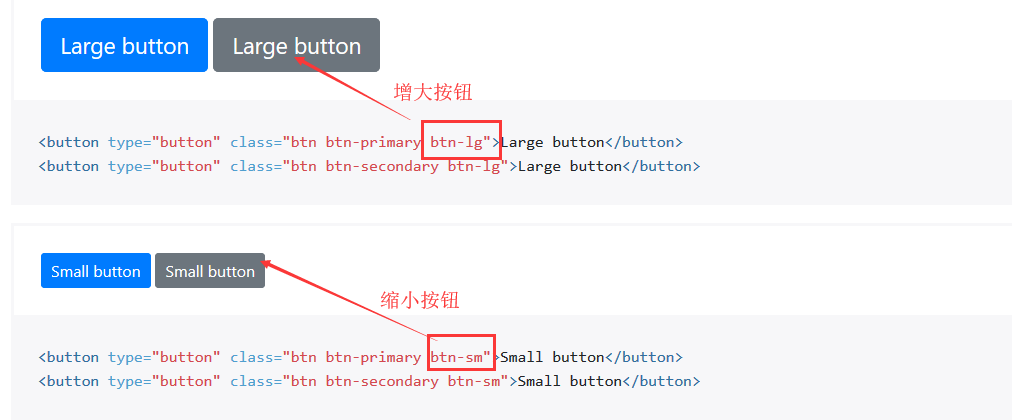 Large button Large button
增大按钮
<button type="button" class="btn btn-primary btn-lg">Large button</button>
<button type="button" class="btn btn-secondary btn-lg">Large button</button>
Small button Small button
缩小按钮
<button type="button" class="btn btn-primary btn-sm">Small button</button>
<button type="button" class="btn btn-secondary btn-sm">Small button</button>